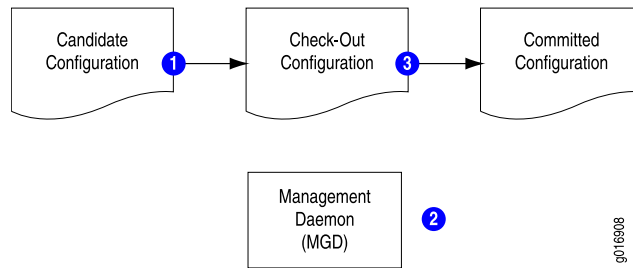 Candidate
Configuration
1
Check-Out
Configuration
3
Committed
Configuration
Management
Daemon
(MGD)
2
g016908